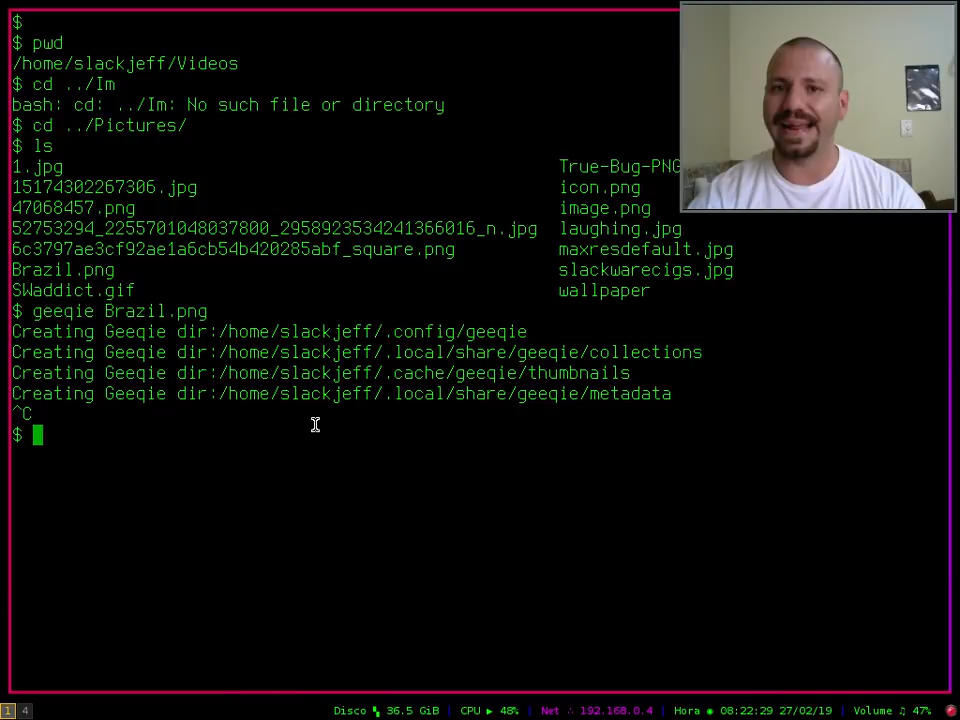 $
$ pwd
/home/slackjeff/Videos
$ cd ../Im
bash: cd: ../Im: No such file or directory
$ cd ../Pictures/
$ ls
1.jpg True-Bug-PNG
15174302267306.jpg icon.png
47068457.png image.png
52753294_2255701048037800_2958923534241366016_n.jpg laughing.jpg
6c3797ae3cf92ae1a6cb54b420285abf_square.png maxresdefault.jpg
Brazil.png slackwarecigs.jpg
SWaddict.gif wallpaper
$ geeqie Brazil.png
Creating Geeqie dir:/home/slackjeff/.config/geeqie
Creating Geeqie dir:/home/slackjeff/.local/share/geeqie/collections
Creating Geeqie dir:/home/slackjeff/.cache/geeqie/thumbnails
Creating Geeqie dir:/home/slackjeff/.local/share/geeqie/metadata
^C
$
1 4 Disco 36.5 GiB | CPU ▶ 48% | Net ∴ 192.168.0.4 | Hora ◉ 08:22:29 27/02/19 | Volume ♫ 47%